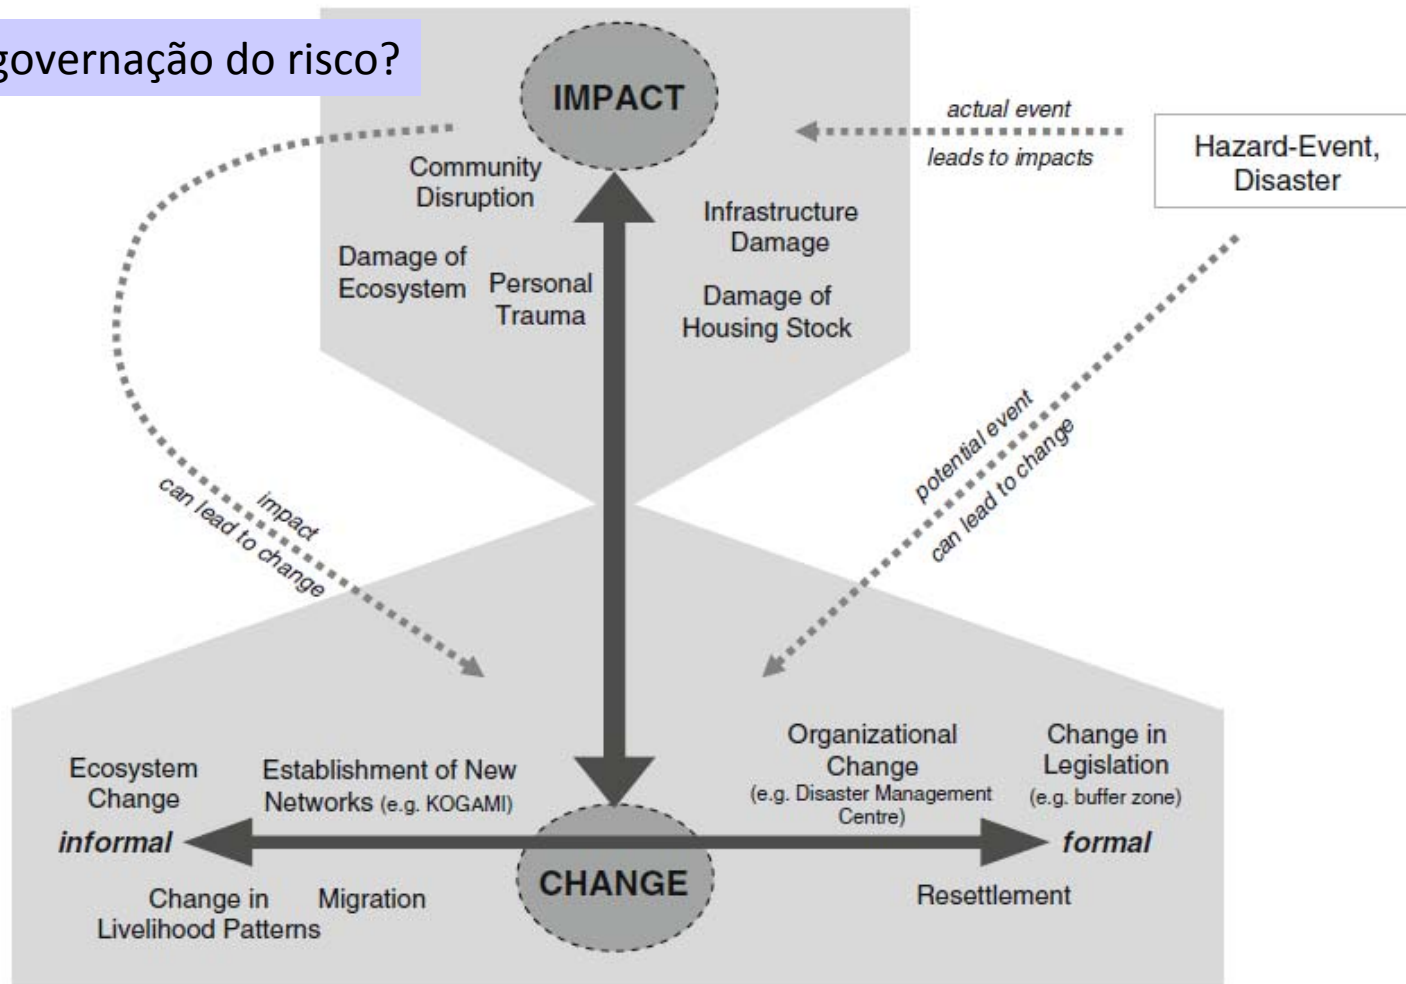 governação do risco?
IMPACT
actual event
leads to impacts
Hazard-Event,
Disaster
Community
Disruption
Infrastructure
Damage
Damage of
Ecosystem
Personal
Trauma
Damage of
Housing Stock
impact
can lead to change
potential event
can lead to change
Ecosystem
Change
Establishment of New
Networks (e.g. KOGAMI)
Organizational
Change
(e.g. Disaster Management
Centre)
Change in
Legislation
(e.g. buffer zone)
informal
formal
CHANGE
Change in
Livelihood Patterns
Migration
Resettlement